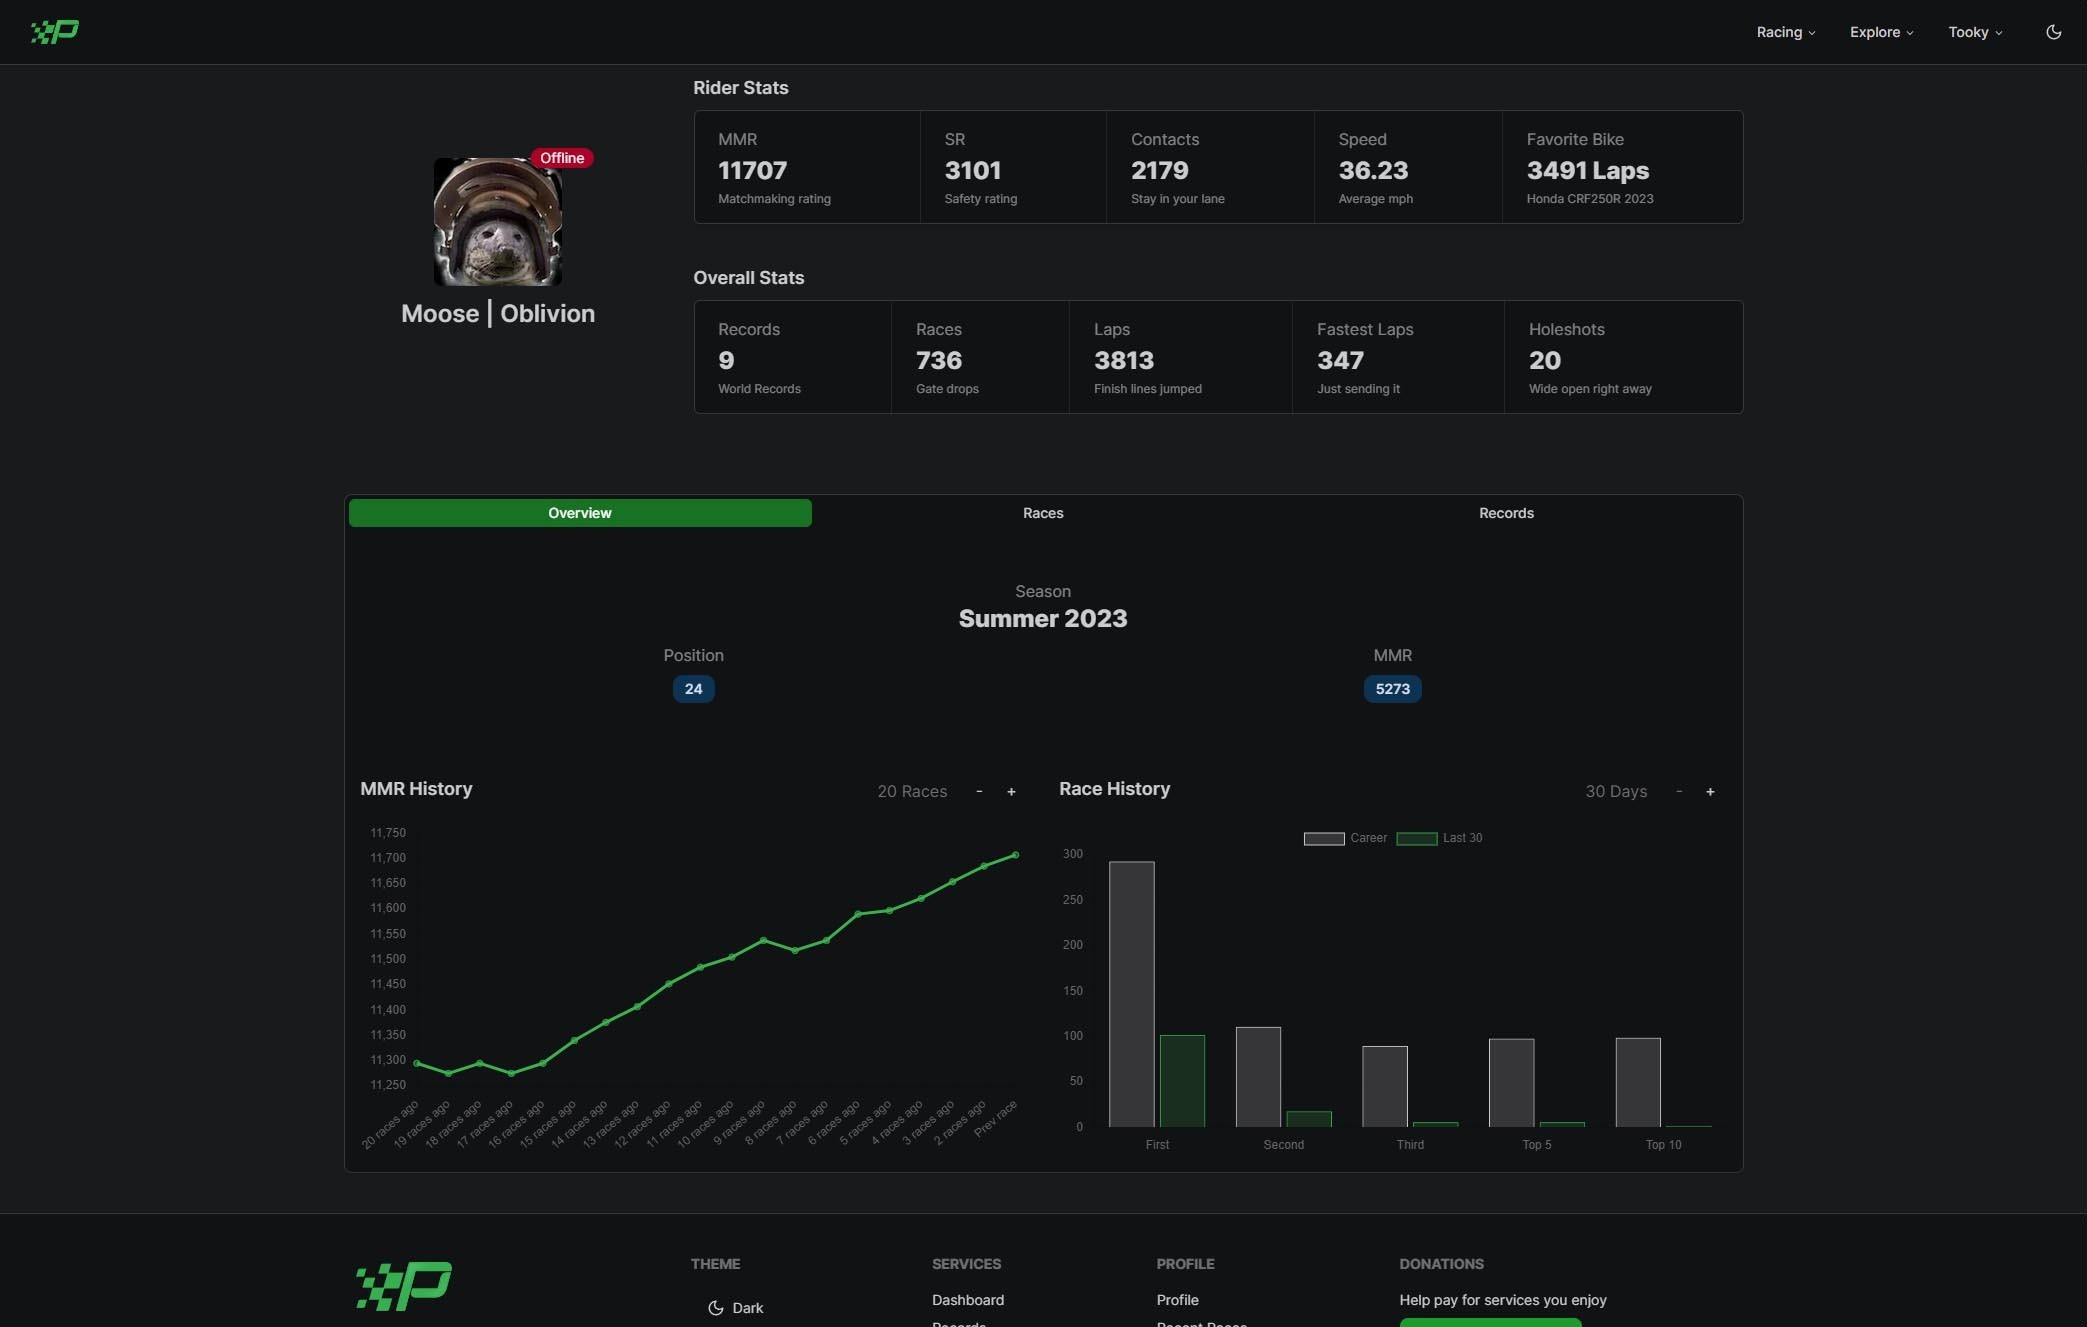 Racing
Explore
Tooky
Offline
Moose | Oblivion
Rider Stats
MMR
11707
Matchmaking rating
SR
3101
Safety rating
Contacts
2179
Stay in your lane
Speed
36.23
Average mph
Favorite Bike
3491 Laps
Honda CRF250R 2023
Overall Stats
Records
9
World Records
Races
736
Gate drops
Laps
3813
Finish lines jumped
Fastest Laps
347
Just sending it
Holeshots
20
Wide open right away
Overview
Races
Records
Season
Summer 2023
Position
24
MMR
5273
MMR History
20 Races - +
11,750
11,700
11,650
11,600
11,550
11,500
11,450
11,400
11,350
11,300
11,250
20 races ago
19 races ago
18 races ago
17 races ago
16 races ago
15 races ago
14 races ago
13 races ago
12 races ago
11 races ago
10 races ago
9 races ago
8 races ago
7 races ago
6 races ago
5 races ago
4 races ago
3 races ago
2 races ago
Prev race
Race History
30 Days - +
Career
Last 30
300
250
200
150
100
50
0
First
Second
Third
Top 5
Top 10
P
THEME
Dark
SERVICES
Dashboard
Records
PROFILE
Profile
Recent Races
DONATIONS
Help pay for services you enjoy